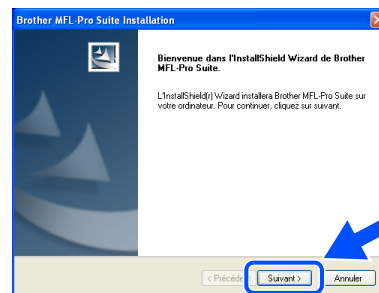 Brother MFL-Pro Suite Installation
Bienvenue dans l'InstallShield Wizard de Brother
MFL-Pro Suite.
L'InstallShield(r) Wizard installera Brother MFL-Pro Suite sur
votre ordinateur. Pour continuer, cliquez sur suivant.
Suivant >
Annuler